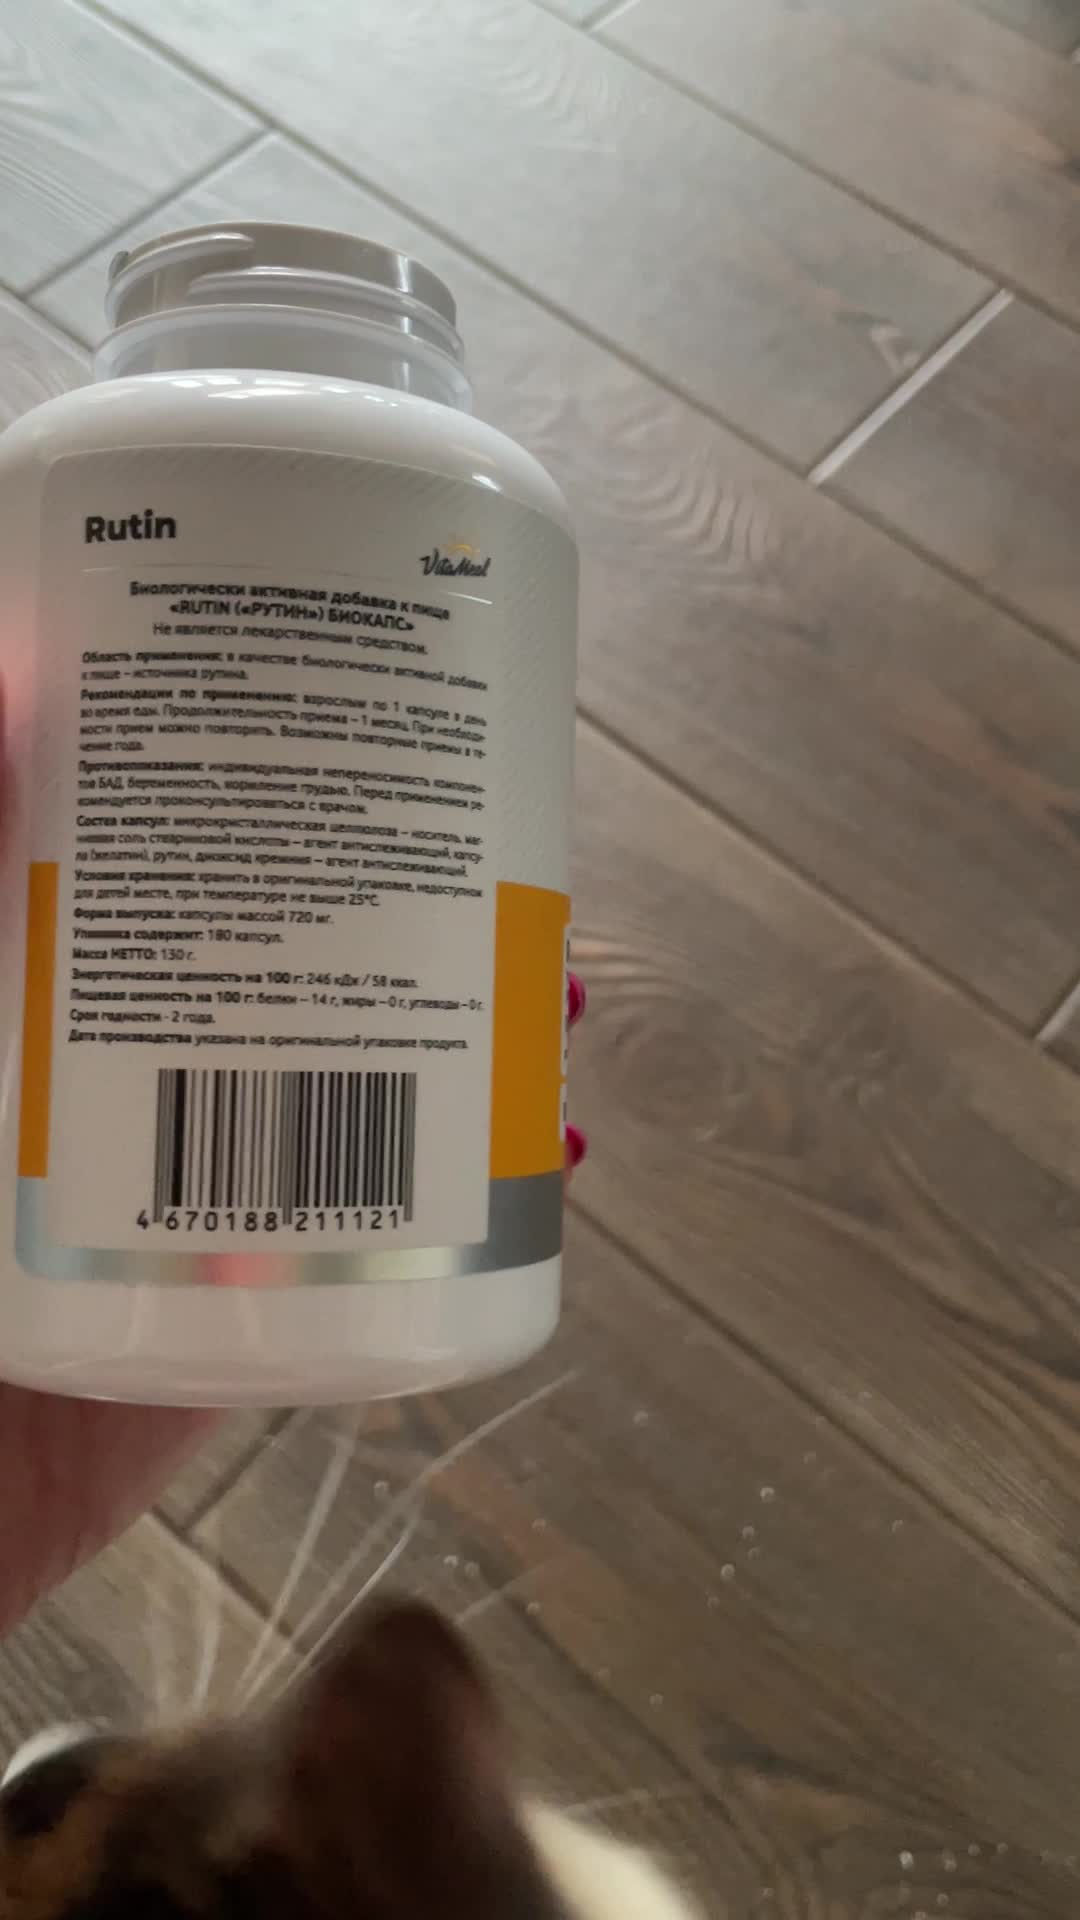 Rutin
VitaMeal
Биологически активная добавка к пище
«RUTIN («РУТИН») БИОКАПС»
Не является лекарственным средством.
Область применения: в качестве биологически активной добавки
к пище – источника рутина.
Рекомендации по применению: взрослым по 1 капсуле в день
во время еды. Продолжительность приема – 1 месяц. При необходи-
мости прием можно повторить. Возможны повторные приемы в те-
чение года.
Противопоказания: индивидуальная непереносимость компонен-
тов БАД, беременность, кормление грудью. Перед применением ре-
комендуется проконсультироваться с врачом.
Состав капсул: микрокристаллическая целлюлоза – носитель, маг-
ниевая соль стеариновой кислоты – агент антислеживающий, капсу-
ла (желатин), рутин, диоксид кремния – агент антислеживающий.
Условия хранения: хранить в оригинальной упаковке, недоступном
для детей месте, при температуре не выше 25°С.
Форма выпуска: капсулы массой 720 мг.
Упаковка содержит: 180 капсул.
Масса НЕТТО: 130 г.
Энергетическая ценность на 100 г: 246 кДж / 58 ккал.
Пищевая ценность на 100 г: белки – 14 г, жиры – 0 г, углеводы – 0 г.
Срок годности - 2 года.
Дата производства указана на оригинальной упаковке продукта.
4 670188 211121